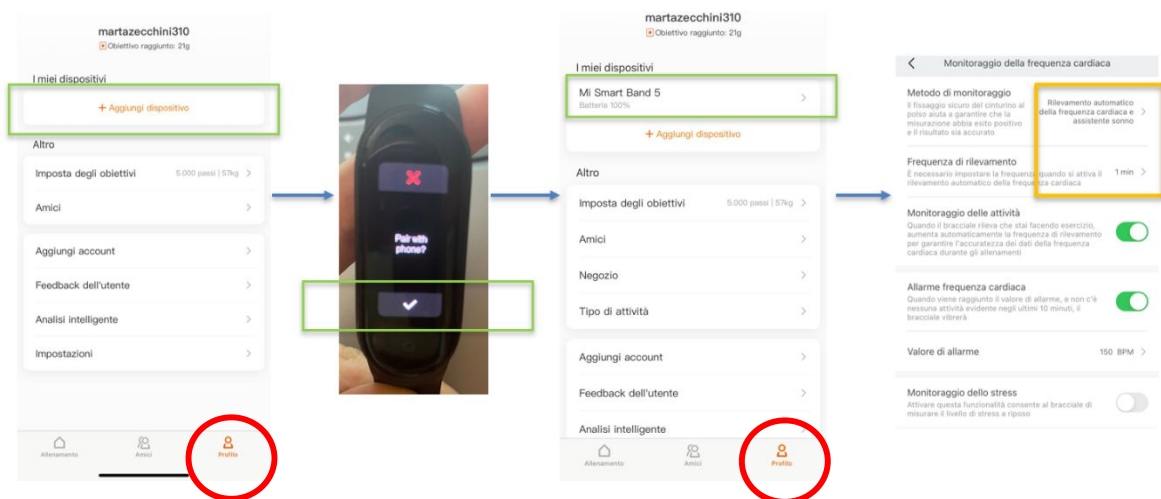 martazecchini310
Obiettivo raggiunto: 21g
I miei dispositivi
+ Aggiungi dispositivo
Altro
Imposta degli obiettivi 5.000 passi | 57kg
Amici
Aggiungi account
Feedback dell'utente
Analisi intelligente
Impostazioni
Allenamento Amici Profilo
Pair with
phone?
martazecchini310
Obiettivo raggiunto: 21g
I miei dispositivi
Mi Smart Band 5
Batteria 100%
+ Aggiungi dispositivo
Altro
Imposta degli obiettivi 5.000 passi | 57kg
Amici
Negozio
Tipo di attività
Aggiungi account
Feedback dell'utente
Analisi intelligente
Allenamento Amici Profilo
Monitoraggio della frequenza cardiaca
Metodo di monitoraggio
Il fissaggio sicuro del cinturino al
polso aiuta a garantire che la
misurazione abbia esito positivo
e il risultato sia accurato
Rilevamento automatico
della frequenza cardiaca e
assistente sonno
Frequenza di rilevamento
È necessario impostare la frequenza quando si attiva il
rilevamento automatico della frequenza cardiaca
1 min
Monitoraggio delle attività
Quando il bracciale rileva che stai facendo esercizio,
aumenta automaticamente la frequenza di rilevamento
per garantire l'accuratezza dei dati della frequenza
cardiaca durante gli allenamenti
Allarme frequenza cardiaca
Quando viene raggiunto il valore di allarme, e non c'è
nessuna attività evidente negli ultimi 10 minuti, il
bracciale vibrerà
Valore di allarme 150 BPM
Monitoraggio dello stress
Attivare questa funzionalità consente al bracciale di
misurare il livello di stress a riposo